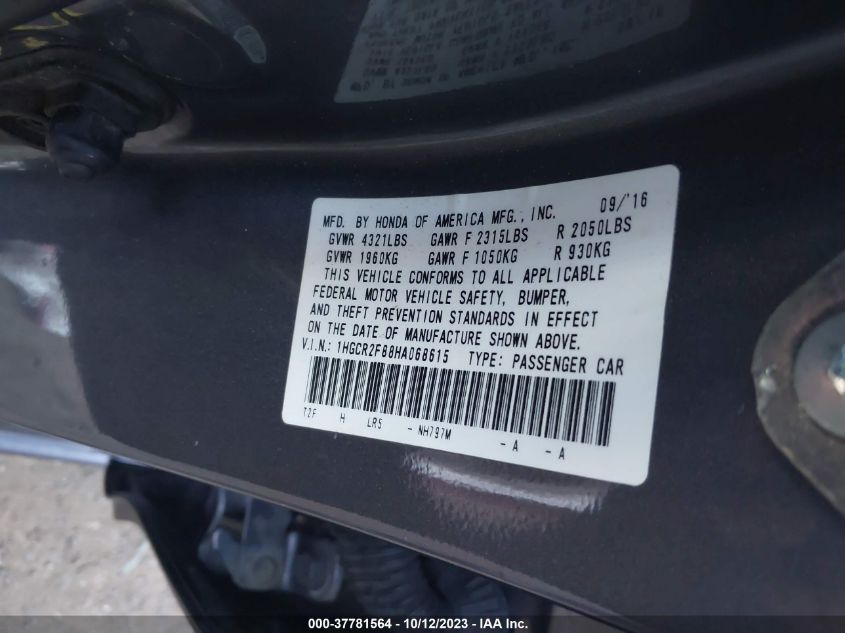 MFD. BY HONDA OF AMERICA MFG., INC. 09/'16
GVWR 4321LBS GAWR F 2315LBS R 2050LBS
GVWR 1960KG GAWR F 1050KG R 930KG
THIS VEHICLE CONFORMS TO ALL APPLICABLE
FEDERAL MOTOR VEHICLE SAFETY, BUMPER,
AND THEFT PREVENTION STANDARDS IN EFFECT
ON THE DATE OF MANUFACTURE SHOWN ABOVE.
V.I.N.: 1HGCR2F88HA068615 TYPE: PASSENGER CAR
T2F H LR5 - NH797M - A - A
000-37781564 - 10/12/2023 - IAA Inc.